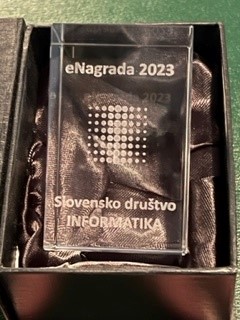 eNagrada 2023
Slovensko društvo
INFORMATIKA